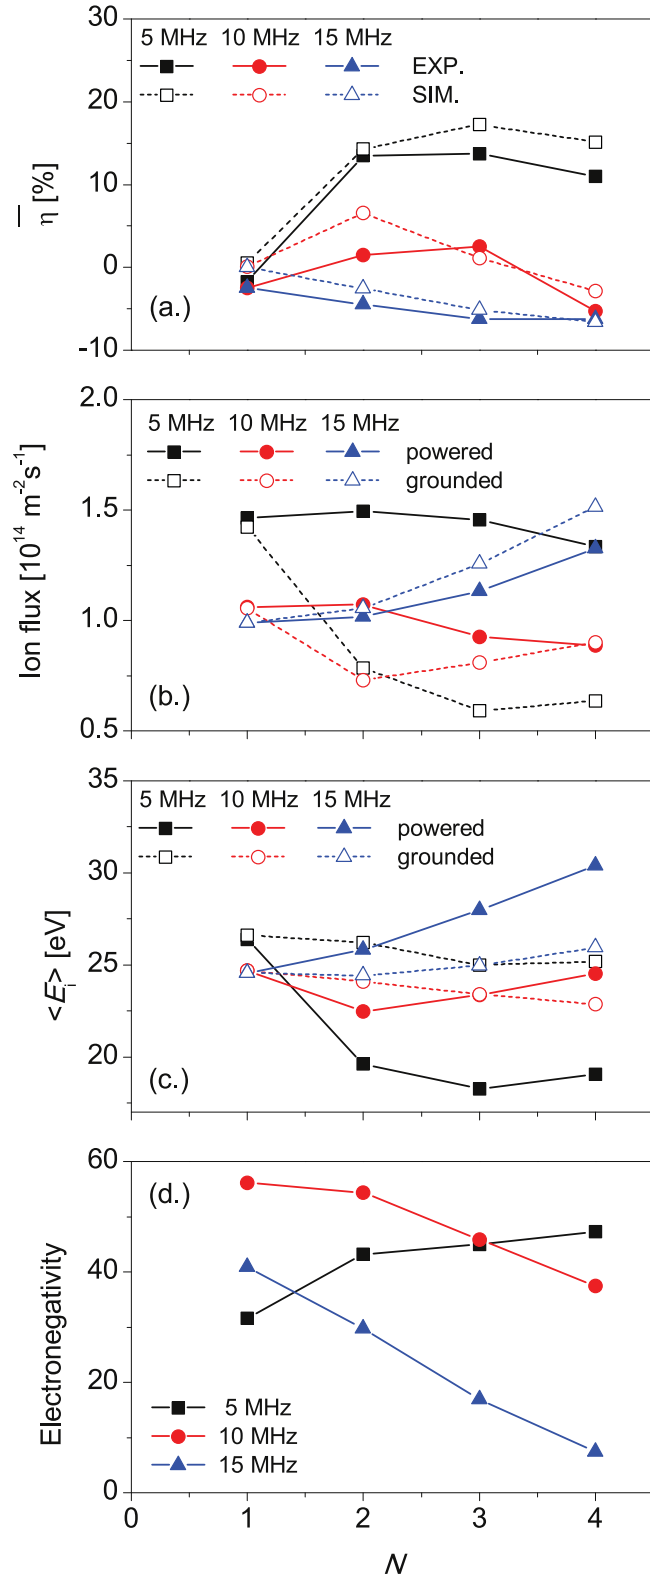 30
5 MHz 10 MHz 15 MHz
EXP.
SIM.
20
10
0
-10
η [%]
(a.)
2.0
5 MHz 10 MHz 15 MHz
powered
grounded
1.5
1.0
0.5
Ion flux [10¹⁴ m⁻² s⁻¹]
(b.)
35
5 MHz 10 MHz 15 MHz
powered
grounded
30
25
20
<Eᵢ> [eV]
(c.)
60
(d.)
40
20
0
Electronegativity
5 MHz
10 MHz
15 MHz
0 1 2 3 4
N